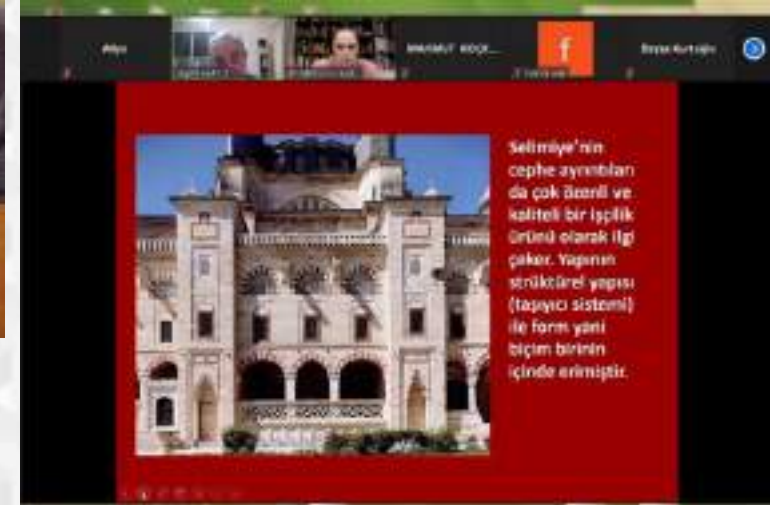 f
Selimiye'nin
cephe ayrıntıları
da çok özenli ve
kaliteli bir işçilik
ürünü olarak ilgi
çeker. Yapının
strüktürel yapısı
(taşıyıcı sistemi)
ile form yani
biçim birinin
içinde erimiştir.